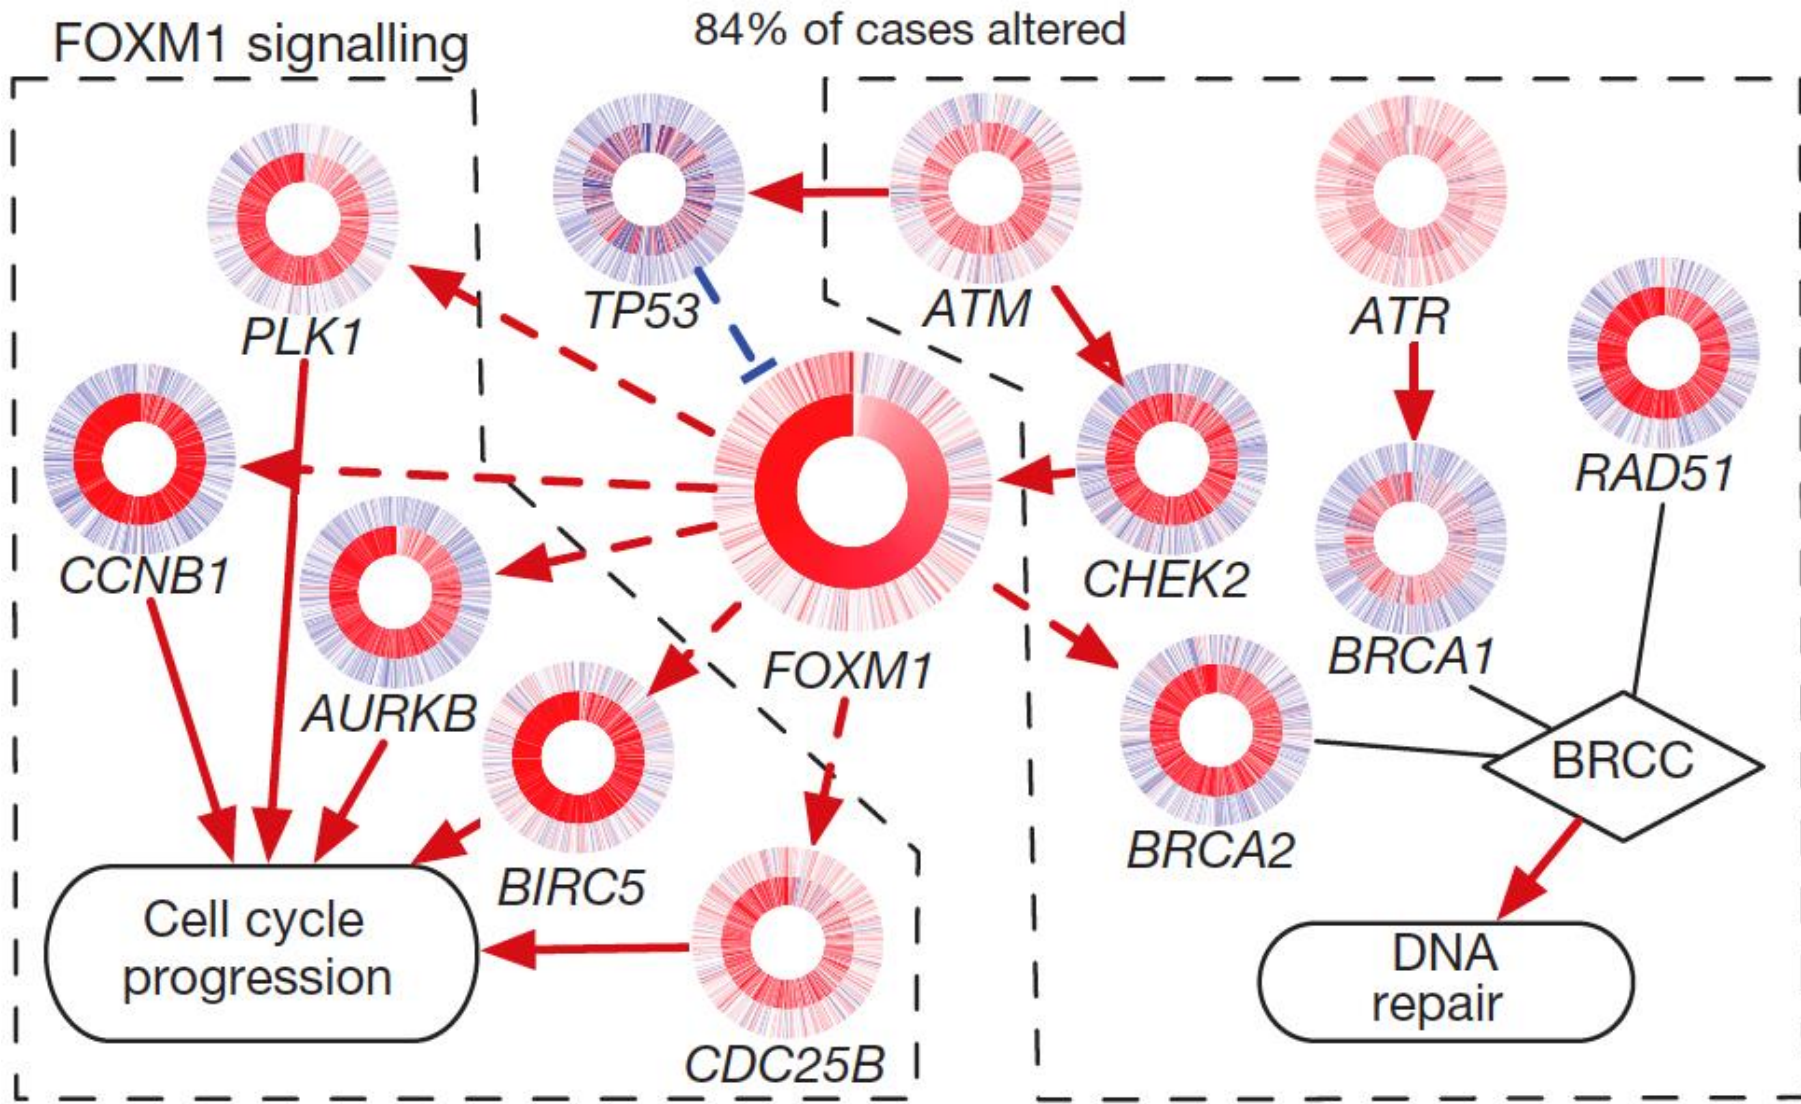 FOXM1 signalling
84% of cases altered
PLK1
TP53
ATM
ATR
RAD51
CCNB1
AURKB
FOXM1
CHEK2
BRCA1
BIRC5
BRCA2
BRCC
CDC25B
Cell cycle
progression
DNA
repair